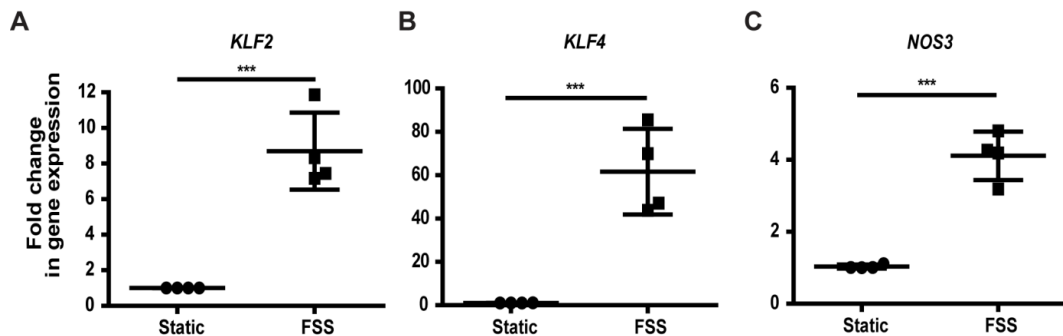 A
B
C
KLF2
KLF4
NOS3
***
***
***
Fold change
in gene expression
12
10
8
6
4
2
0
Static
FSS
100
80
60
40
20
0
Static
FSS
6
4
2
0
Static
FSS